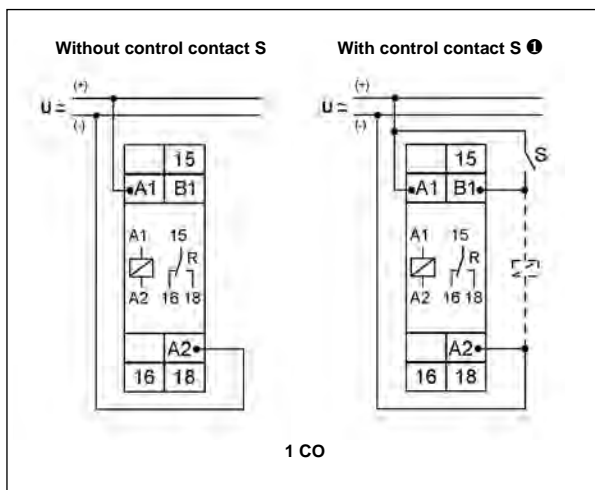 Without control contact S
With control contact S ❶
(+)
U ≂
(-)
15
A1 B1
A1 15
R
A2 16 18
A2
16 18
(+)
U ≂
(-)
S
15
A1 B1
A1 15
R
A2 16 18
A2
16 18
1 CO